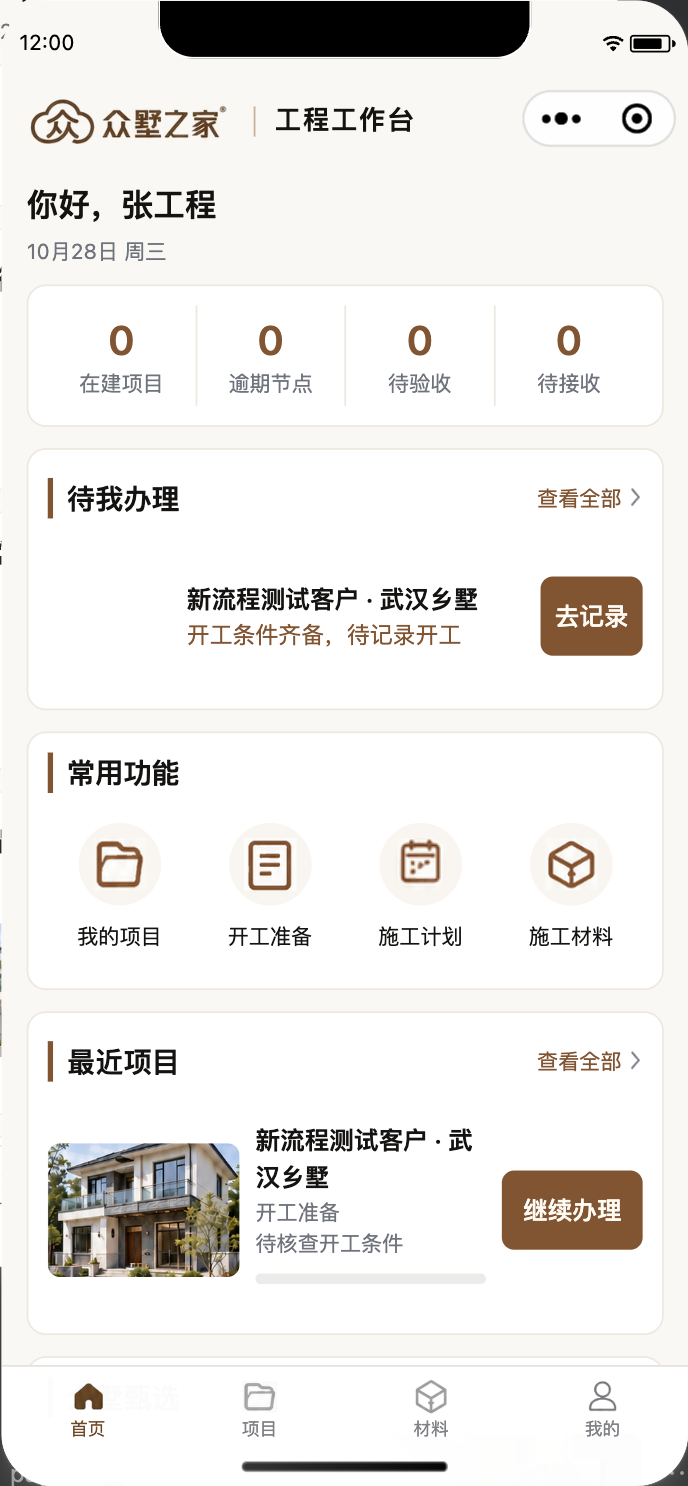 12:00
众墅之家® | 工程工作台
你好，张工程
10月28日 周三
0 0 0 0
在建项目 逾期节点 待验收 待接收
待我办理 查看全部
新流程测试客户 · 武汉乡墅
开工条件齐备，待记录开工
去记录
常用功能
我的项目 开工准备 施工计划 施工材料
最近项目 查看全部
新流程测试客户 · 武
汉乡墅
开工准备
待核查开工条件
继续办理
墅甄选
首页 项目 材料 我的